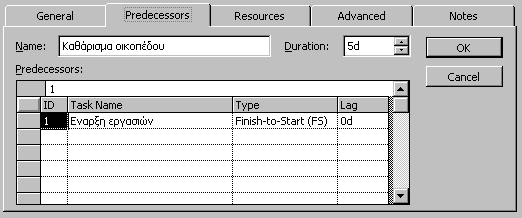 General Predecessors Resources Advanced Notes
Name: Καθάρισμα οικοπέδου Duration: 5d OK
Cancel
Predecessors:
1
ID Task Name Type Lag
1 Εναρξη εργασιών Finish-to-Start (FS) 0d